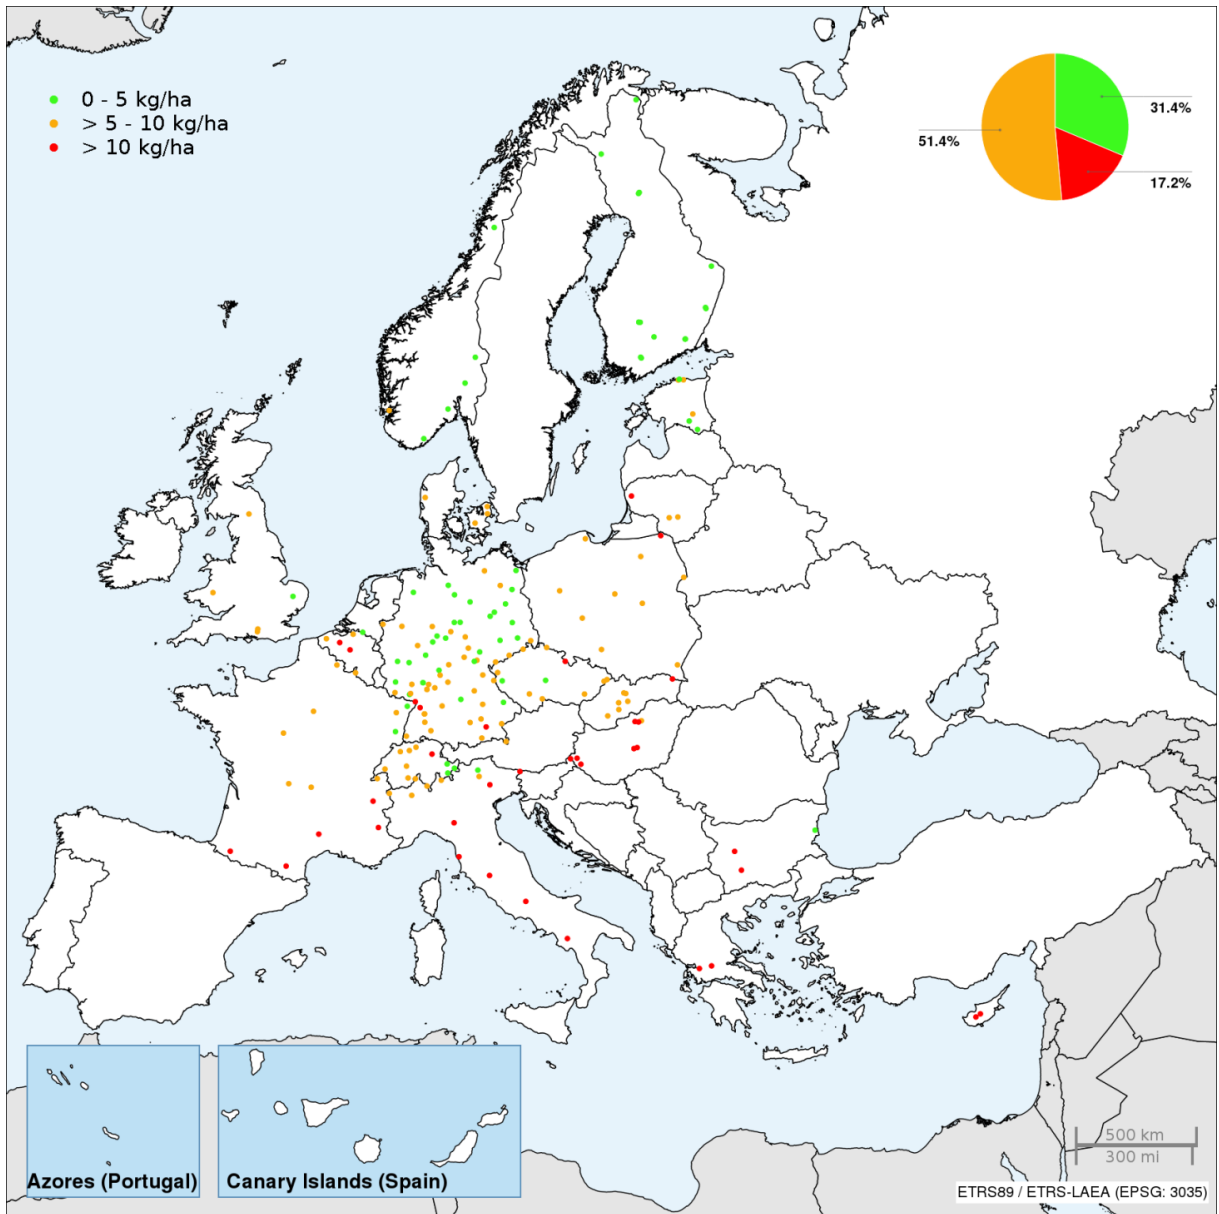 0 - 5 kg/ha
> 5 - 10 kg/ha
> 10 kg/ha
31.4%
51.4%
17.2%
500 km
300 mi
Azores (Portugal)
Canary Islands (Spain)
ETRS89 / ETRS-LAEA (EPSG: 3035)